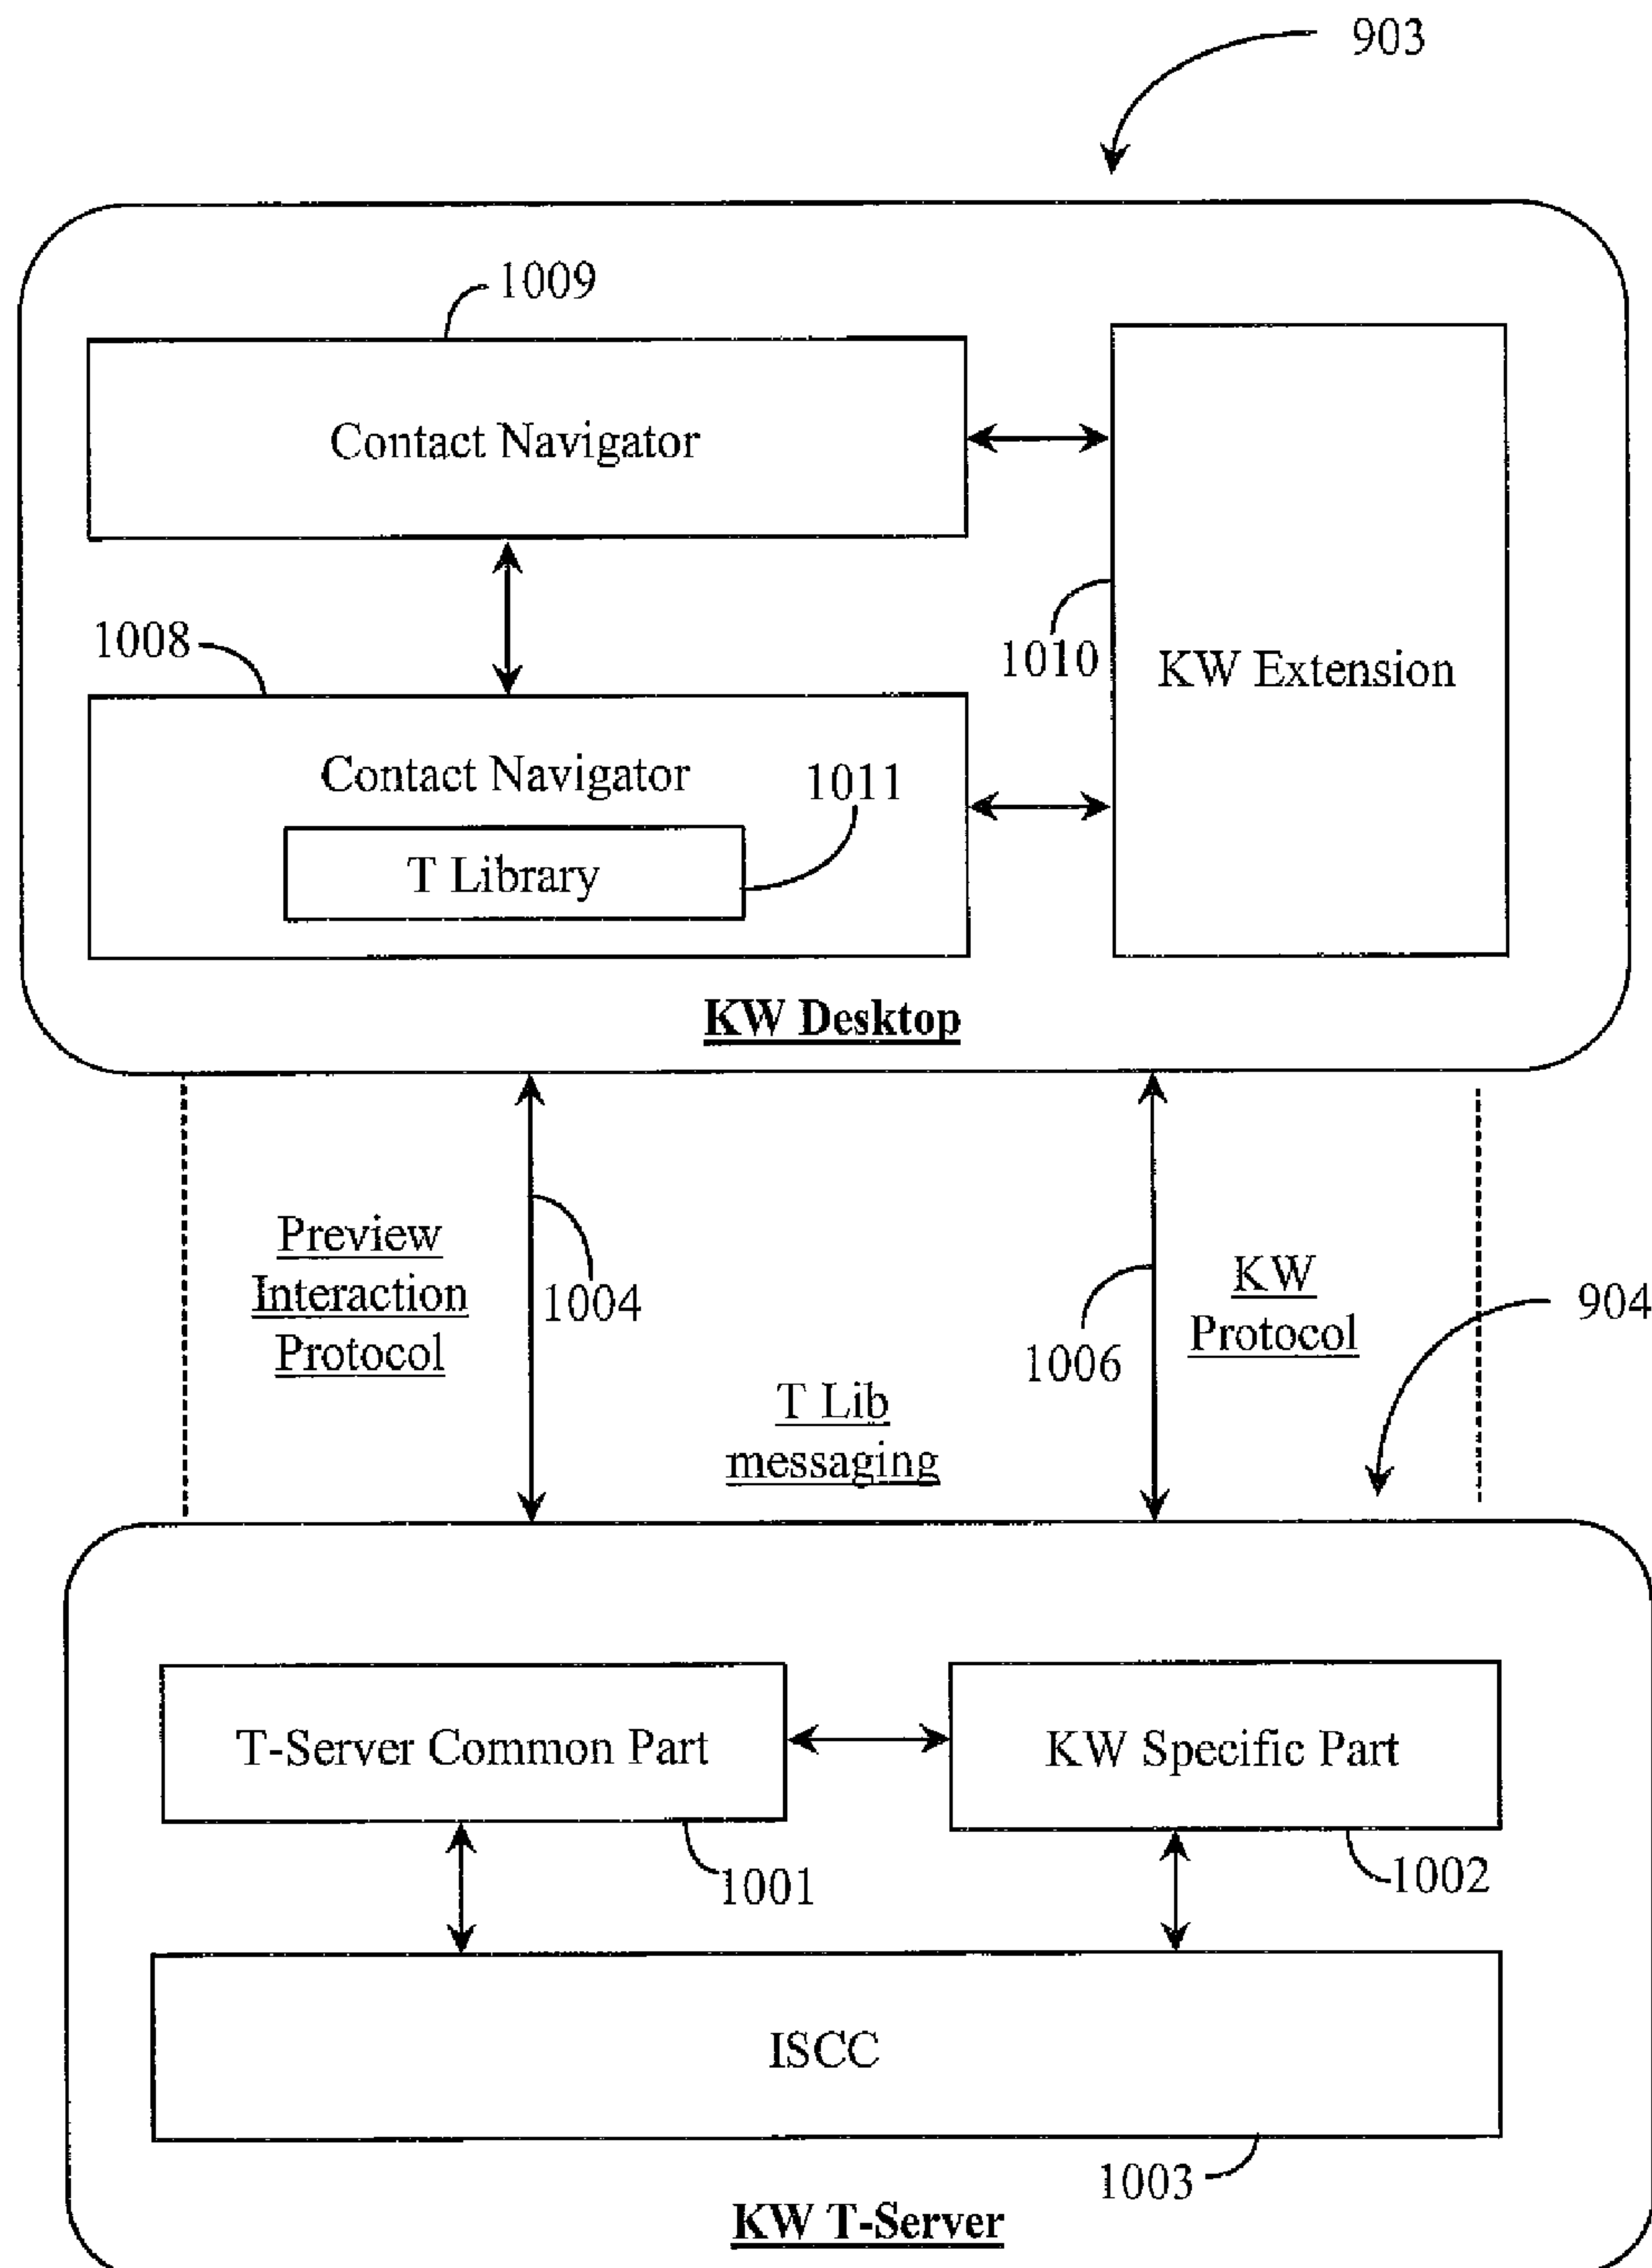 903
1009
Contact Navigator
1008
1010
KW Extension
Contact Navigator
1011
T Library
KW Desktop
Preview
Interaction
Protocol
1004
KW
Protocol
1006
904
T Lib
messaging
T-Server Common Part
KW Specific Part
1001
1002
ISCC
1003
KW T-Server